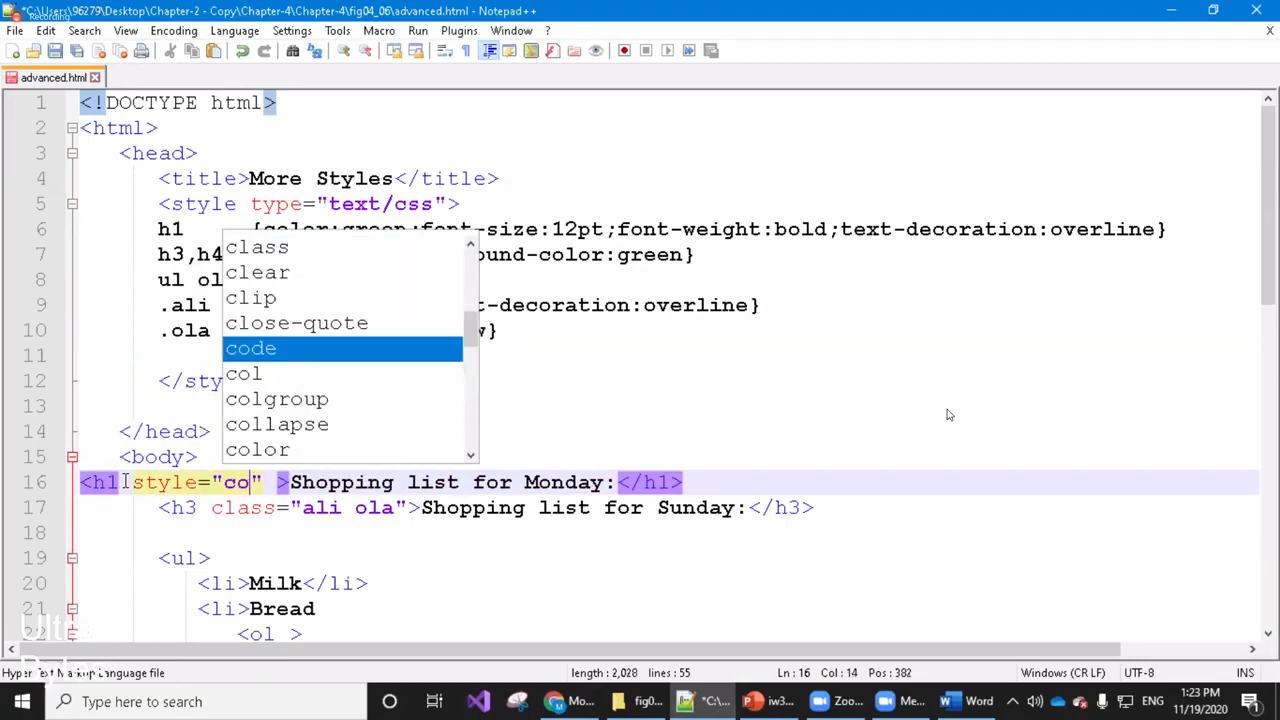 *C:\Users\96279\Desktop\Chapter-2 - Copy\Chapter-4\Chapter-4\fig04_06\advanced.html - Notepad++
Recording
File Edit Search View Encoding Language Settings Tools Macro Run Plugins Window ? X
advanced.html
1 <!DOCTYPE html>
2 <html>
3 <head>
4 <title>More Styles</title>
5 <style type="text/css">
6 h1 {color:green;font-size:12pt;font-weight:bold;text-decoration:overline}
7 h3,h4 ound-color:green}
8 ul ol
9 .ali t-decoration:overline}
10 .ola w}
11
12 </sty
13
14 </head>
15 <body>
16 <h1 style="co" >Shopping list for Monday:</h1>
17 <h3 class="ali ola">Shopping list for Sunday:</h3>
18
19 <ul>
20 <li>Milk</li>
21 <li>Bread
22 <ol >
class
clear
clip
close-quote
code
col
colgroup
collapse
color
Hyper Text Markup Language file length : 2,028 lines : 55 Ln : 16 Col : 14 Pos : 382 Windows (CR LF) UTF-8 INS
Type here to search Mo... fig0... *C:\... iw3... Zoo... Me... Word ENG 1:23 PM
11/19/2020